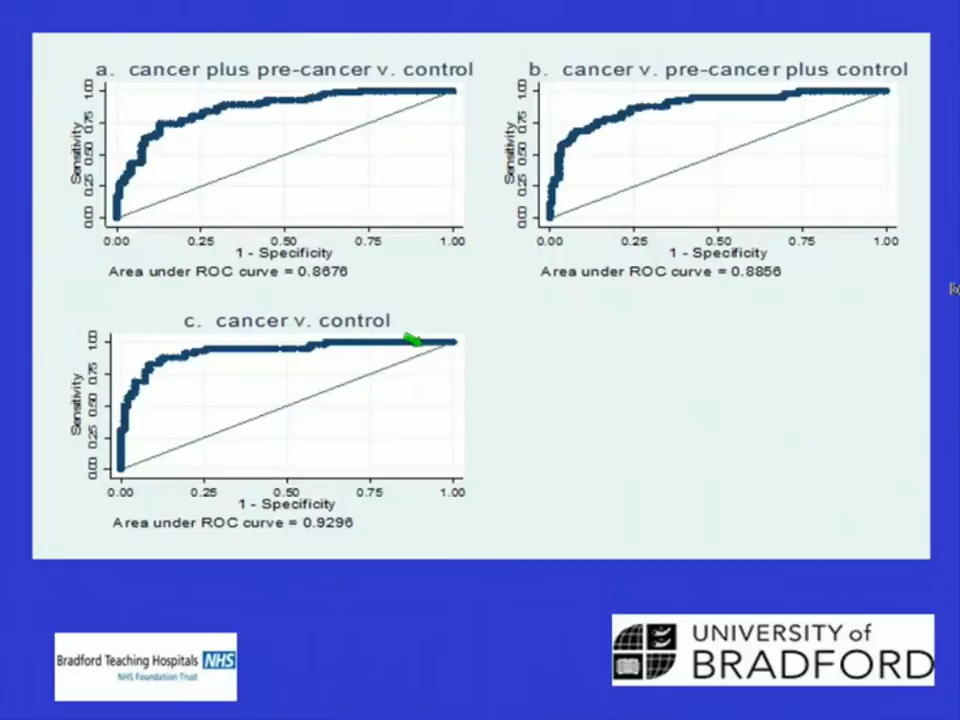 a. cancer plus pre-cancer v. control
Sensitivity
0.00 0.25 0.50 0.75 1.00
0.00 0.25 0.50 0.75 1.00
1 - Specificity
Area under ROC curve = 0.8676
b. cancer v. pre-cancer plus control
Sensitivity
0.00 0.25 0.50 0.75 1.00
0.00 0.25 0.50 0.75 1.00
1 - Specificity
Area under ROC curve = 0.8856
c. cancer v. control
Sensitivity
0.00 0.25 0.50 0.75 1.00
0.00 0.25 0.50 0.75 1.00
1 - Specificity
Area under ROC curve = 0.9296
Bradford Teaching Hospitals NHS
NHS Foundation Trust
UNIVERSITY of
BRADFORD